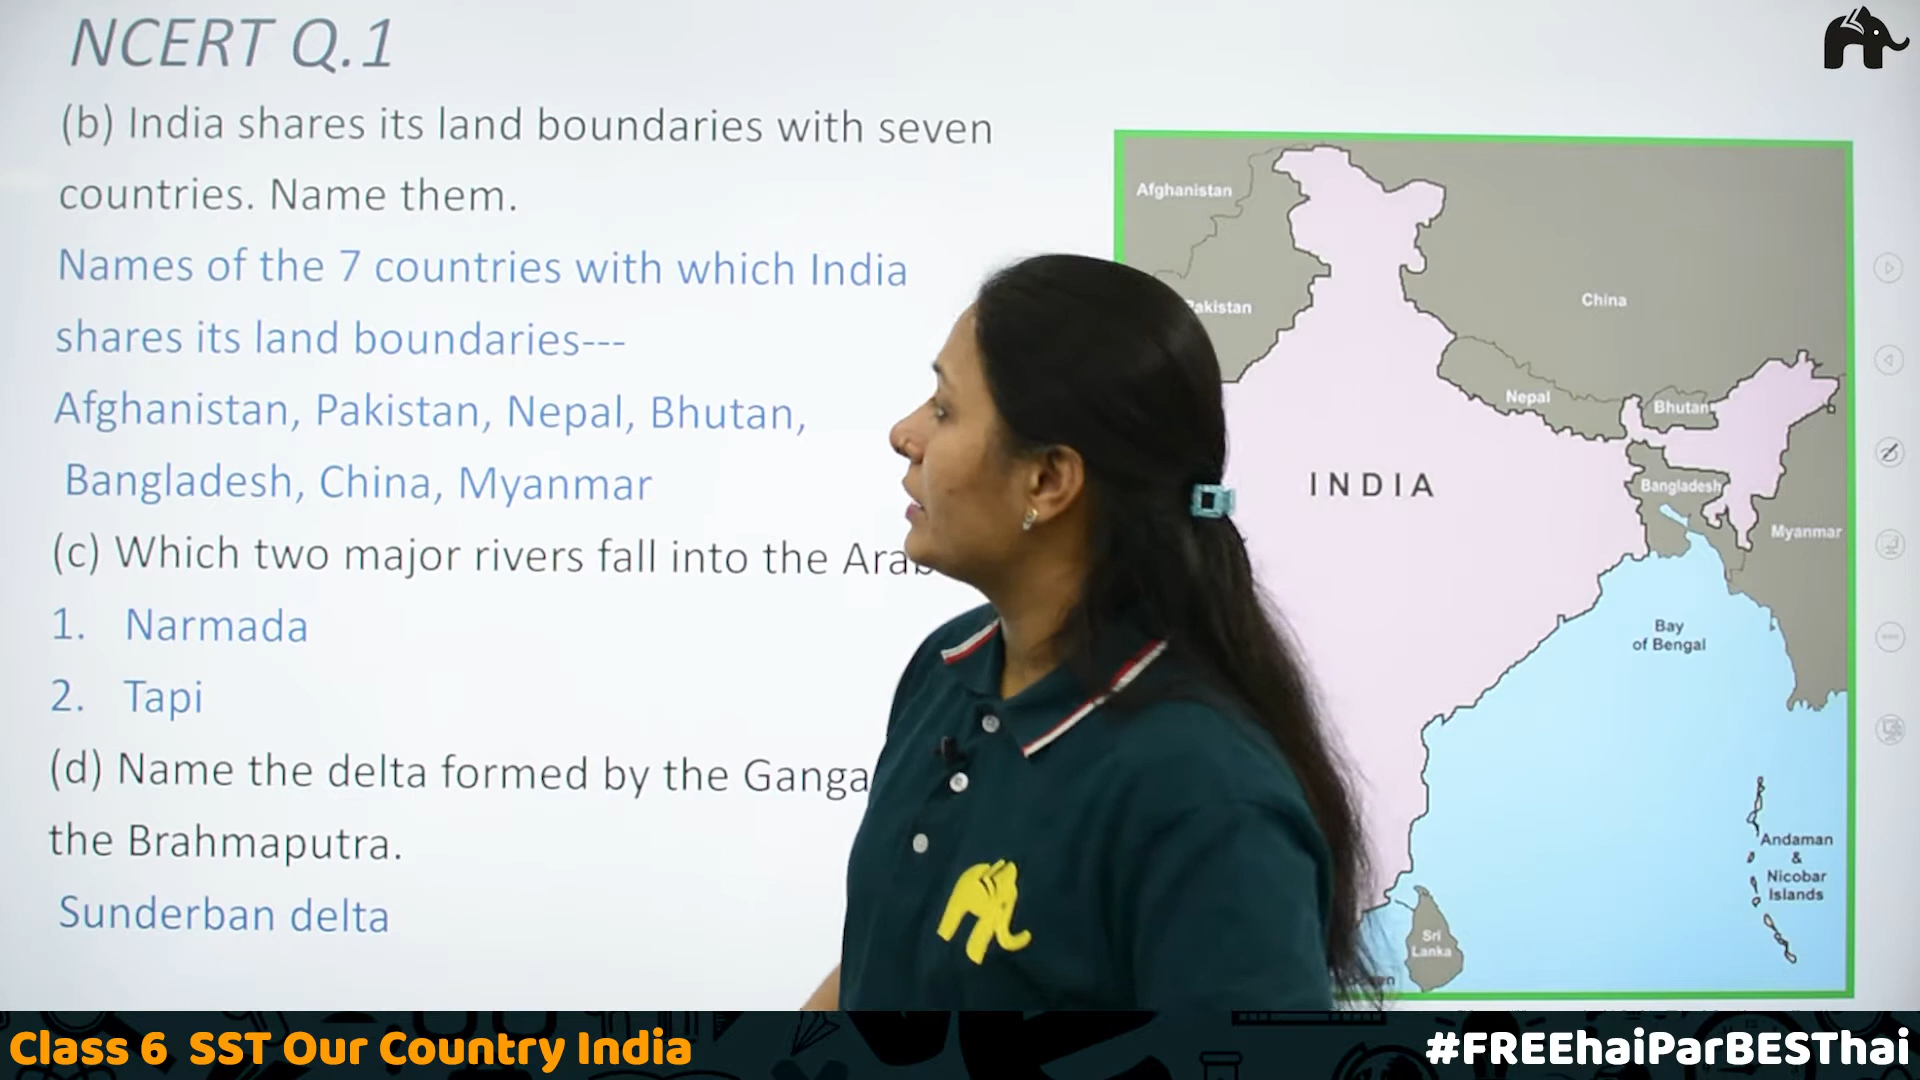 NCERT Q.1
(b) India shares its land boundaries with seven
countries. Name them.
Names of the 7 countries with which India
shares its land boundaries---
Afghanistan, Pakistan, Nepal, Bhutan,
Bangladesh, China, Myanmar
(c) Which two major rivers fall into the
1. Narmada
2. Tapi
(d) Name the delta formed by the Ganga
the Brahmaputra.
Sunderban delta
Afghanistan
Pakistan
China
Nepal
Bhutan
INDIA
Bangladesh
Myanmar
Bay
of Bengal
Andaman
&
Nicobar
Islands
Sri
Lanka
Class 6 SST Our Country India
#FREEhaiParBESThai